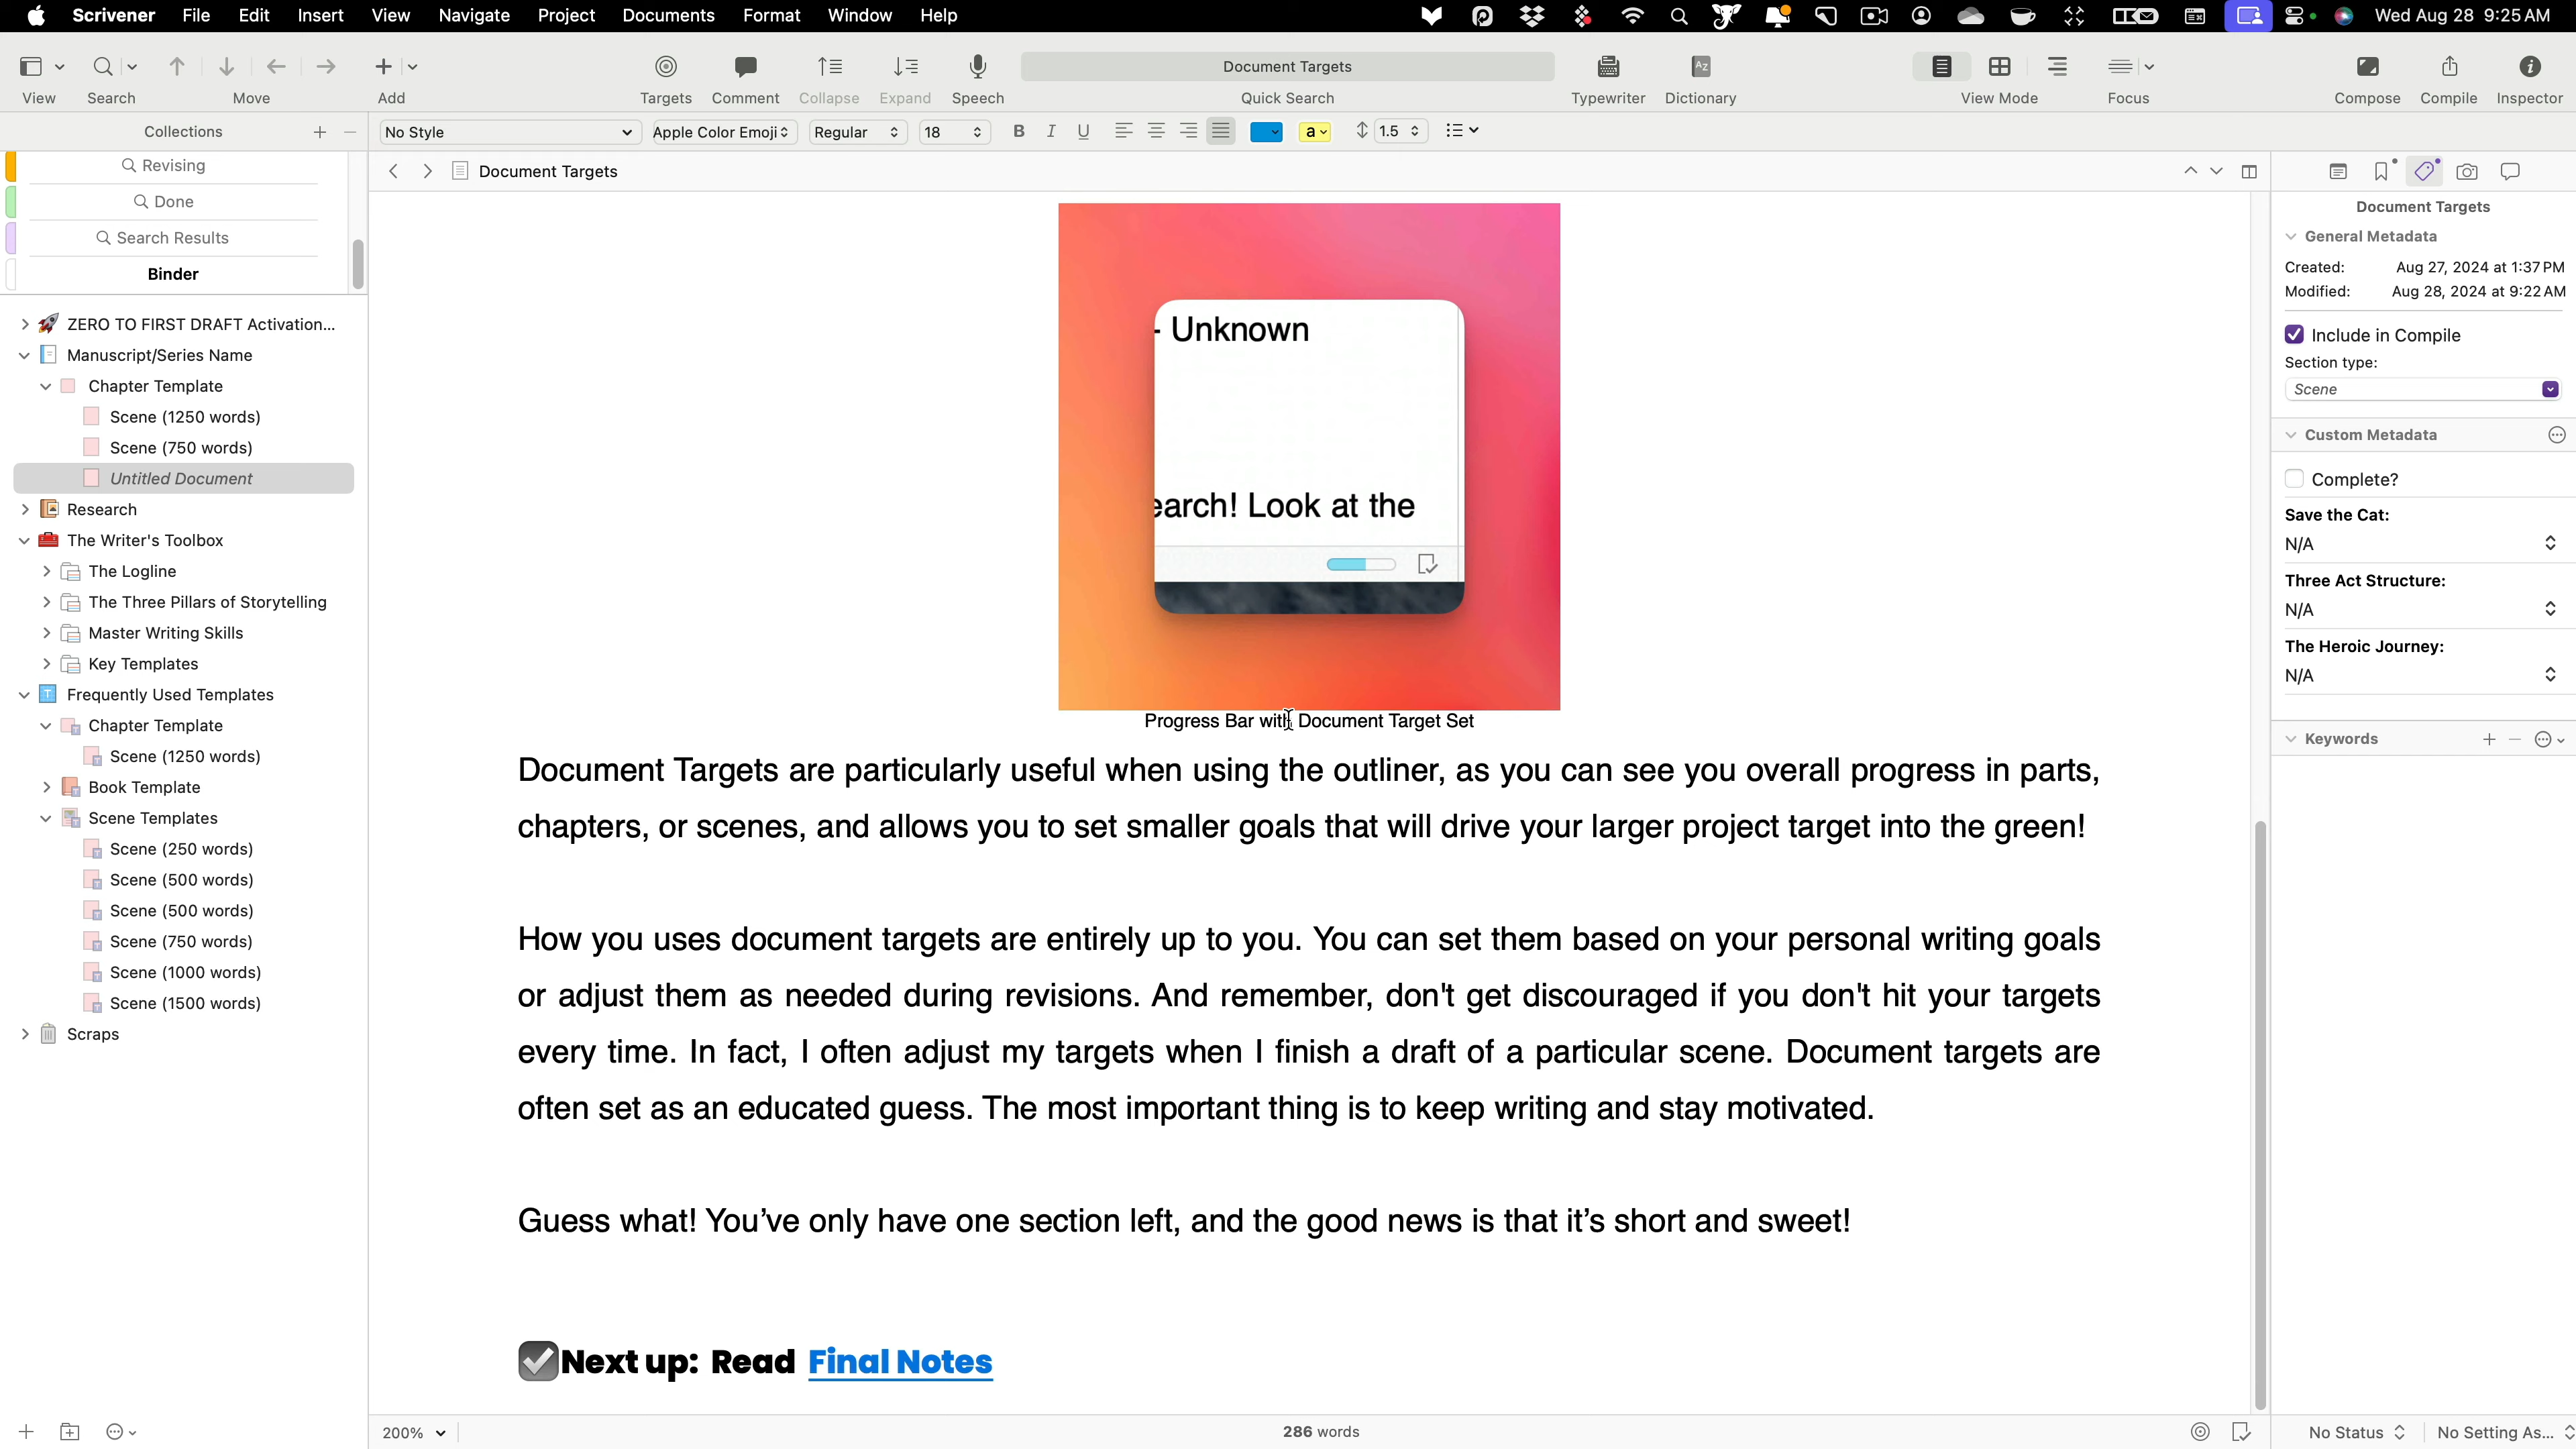 Scrivener File Edit Insert View Navigate Project Documents Format Window Help Wed Aug 28 9:25 AM
View Search Move Add Targets Comment Collapse Expand Speech Document Targets Quick Search Typewriter Dictionary View Mode Focus Compose Compile Inspector
Collections
No Style Apple Color Emoji Regular 18 B I U a 1.5
Revising
Done
Search Results
Binder
ZERO TO FIRST DRAFT Activation...
Manuscript/Series Name
Chapter Template
Scene (1250 words)
Scene (750 words)
Untitled Document
Research
The Writer's Toolbox
The Logline
The Three Pillars of Storytelling
Master Writing Skills
Key Templates
Frequently Used Templates
Chapter Template
Scene (1250 words)
Book Template
Scene Templates
Scene (250 words)
Scene (500 words)
Scene (500 words)
Scene (750 words)
Scene (1000 words)
Scene (1500 words)
Scraps
Document Targets
- Unknown
earch! Look at the
Progress Bar with Document Target Set
Document Targets are particularly useful when using the outliner, as you can see you overall progress in parts,
chapters, or scenes, and allows you to set smaller goals that will drive your larger project target into the green!
How you uses document targets are entirely up to you. You can set them based on your personal writing goals
or adjust them as needed during revisions. And remember, don't get discouraged if you don't hit your targets
every time. In fact, I often adjust my targets when I finish a draft of a particular scene. Document targets are
often set as an educated guess. The most important thing is to keep writing and stay motivated.
Guess what! You’ve only have one section left, and the good news is that it’s short and sweet!
Next up: Read Final Notes
200%
286 words
Document Targets
General Metadata
Created: Aug 27, 2024 at 1:37 PM
Modified: Aug 28, 2024 at 9:22 AM
Include in Compile
Section type:
Scene
Custom Metadata
Complete?
Save the Cat:
N/A
Three Act Structure:
N/A
The Heroic Journey:
N/A
Keywords
No Status No Setting As...